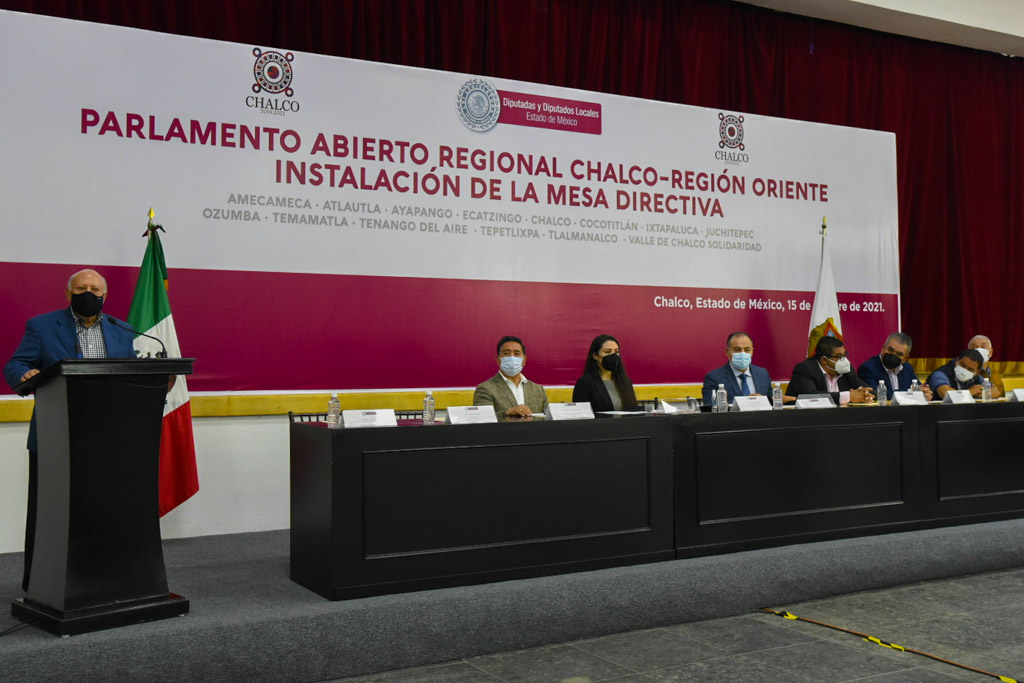 CHALCO
Diputadas y Diputados Locales
Estado de México
CHALCO
PARLAMENTO ABIERTO REGIONAL CHALCO-REGIÓN ORIENTE
INSTALACIÓN DE LA MESA DIRECTIVA
AMECAMECA · ATLAUTLA · AYAPANGO · ECATZINGO · CHALCO · COCOTITLÁN · IXTAPALUCA · JUCHITEPEC
OZUMBA · TEMAMATLA · TENANGO DEL AIRE · TEPETLIXPA · TLALMANALCO · VALLE DE CHALCO SOLIDARIDAD
Chalco, Estado de México, 15 de re de 2021.